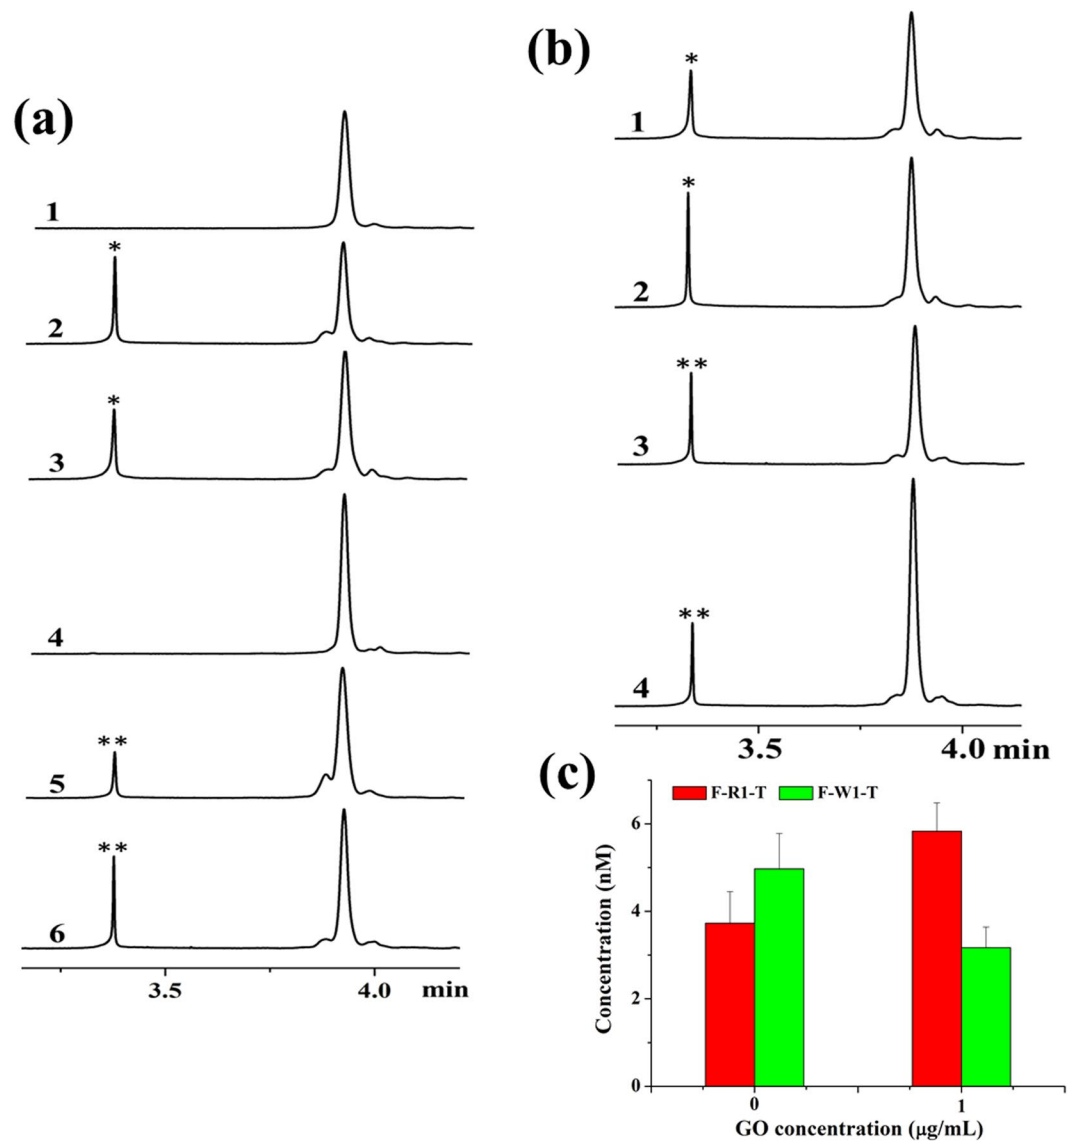 (a)
1
*
2
*
3
4
**
5
**
6
3.5 4.0 min
(b)
*
1
*
2
**
3
**
4
3.5 4.0 min
(c)
F-R1-T F-W1-T
Concentration (nM)
6
4
2
0
0 1
GO concentration (μg/mL)